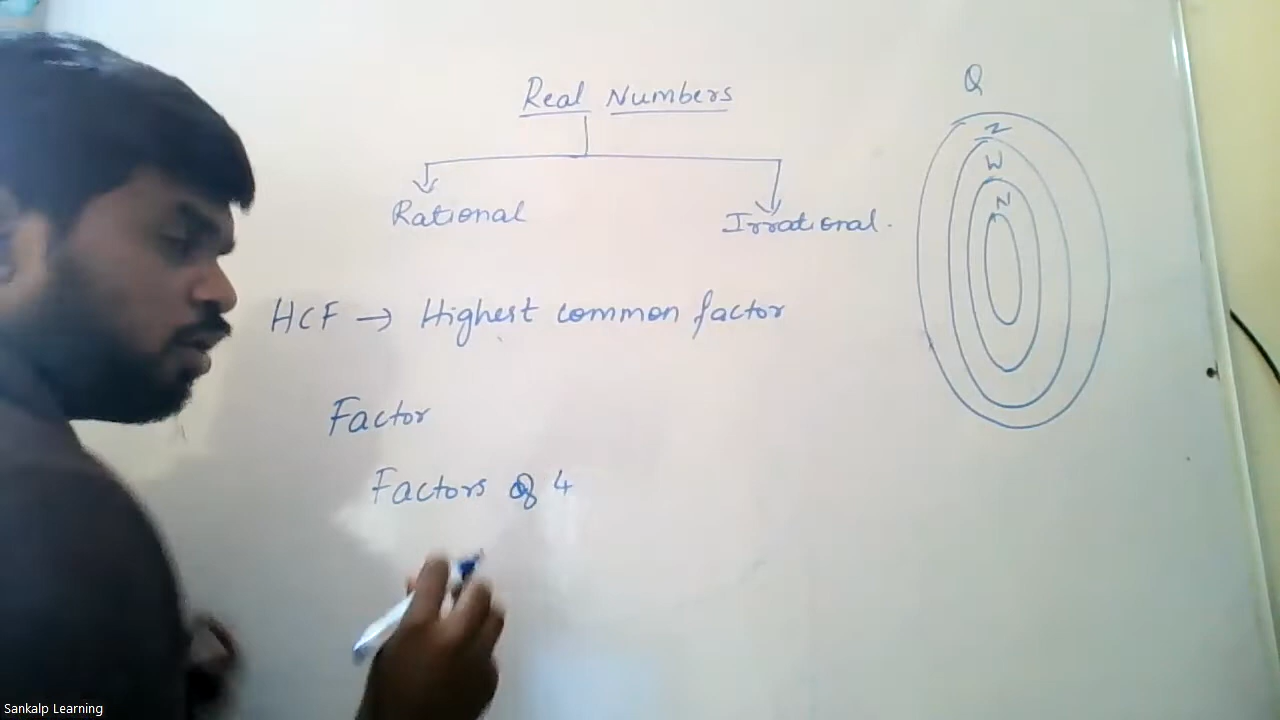 Real Numbers
Rational
Irrational.
HCF → Highest common factor
Factor
Factors of 4
Q
Z
W
N
Sankalp Learning